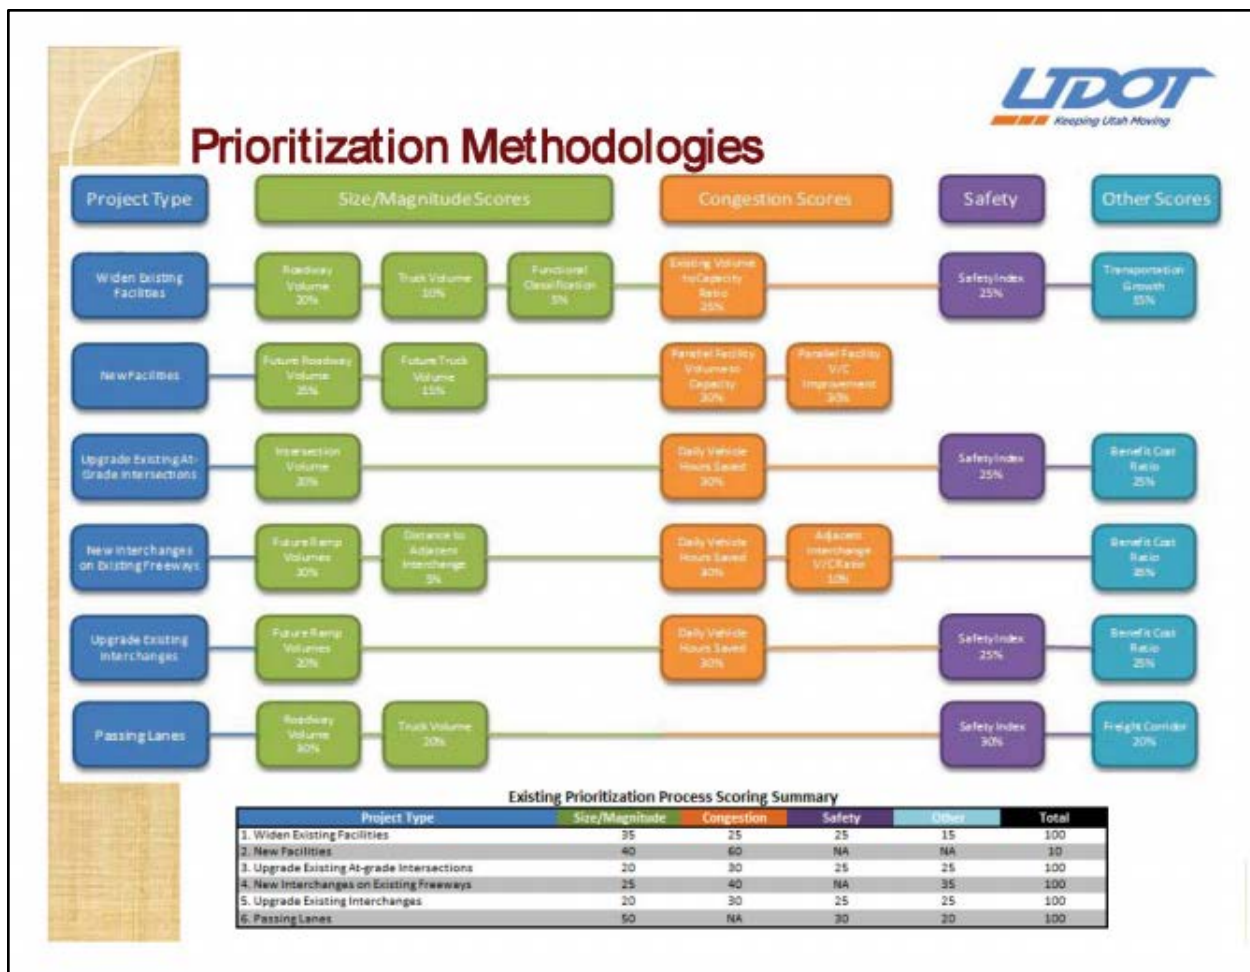 UDOT
Keeping Utah Moving
Prioritization Methodologies
Project Type
Size/Magnitude Scores
Congestion Scores
Safety
Other Scores
Widen Existing
Facilities
Roadway
Volume
20%
Truck Volume
10%
Functional
Classification
5%
Existing Volume
to Capacity
Ratio
25%
Safety Index
25%
Transportation
Growth
15%
New Facilities
Future Roadway
Volume
25%
Future Truck
Volume
15%
Parallel Facility
Volume to
Capacity
30%
Parallel Facility
V/C
Improvement
30%
Upgrade Existing At-
Grade Intersections
Intersection
Volume
20%
Daily Vehicle
Hours Saved
30%
Safety Index
25%
Benefit Cost
Ratio
25%
New Interchanges
on Existing Freeways
Future Ramp
Volumes
20%
Distance to
Adjacent
Interchange
5%
Daily Vehicle
Hours Saved
30%
Adjacent
Interchange
V/C Ratio
10%
Benefit Cost
Ratio
35%
Upgrade Existing
Interchanges
Future Ramp
Volumes
20%
Daily Vehicle
Hours Saved
30%
Safety Index
25%
Benefit Cost
Ratio
25%
Passing Lanes
Roadway
Volume
30%
Truck Volume
20%
Safety Index
30%
Freight Corridor
20%
Existing Prioritization Process Scoring Summary
Project Type Size/Magnitude Congestion Safety Other Total
1. Widen Existing Facilities 35 25 25 15 100
2. New Facilities 40 60 NA NA 10
3. Upgrade Existing At-grade Intersections 20 30 25 25 100
4. New Interchanges on Existing Freeways 25 40 NA 35 100
5. Upgrade Existing Interchanges 20 30 25 25 100
6. Passing Lanes 50 NA 30 20 100